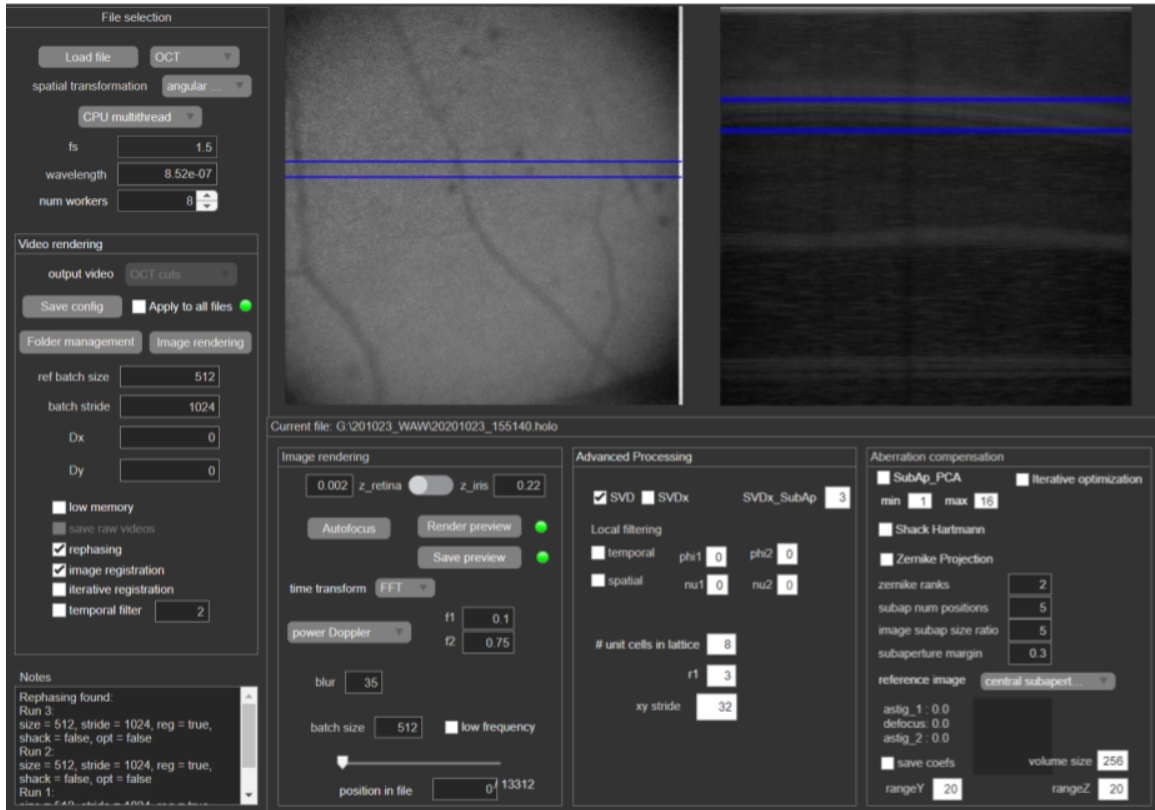 File selection
Load file OCT
spatial transformation angular ...
CPU multithread
fs 1.5
wavelength 8.52e-07
num workers 8
Video rendering
output video OCT cuts
Save config Apply to all files
Folder management Image rendering
ref batch size 512
batch stride 1024
Dx 0
Dy 0
low memory
save raw videos
rephasing
image registration
iterative registration
temporal filter 2
Notes
Rephasing found:
Run 3:
size = 512, stride = 1024, reg = true,
shack = false, opt = false
Run 2:
size = 512, stride = 1024, reg = true,
shack = false, opt = false
Run 1:
Current file: G:\201023_WAW\20201023_155140.holo
Image rendering
0.002 z_retina z_iris 0.22
Autofocus Render preview
Save preview
time transform FFT
power Doppler
f1 0.1
f2 0.75
blur 35
batch size 512 low frequency
position in file 0 / 13312
Advanced Processing
SVD SVDx SVDx_SubAp 3
Local filtering
temporal phi1 0 phi2 0
spatial nu1 0 nu2 0
# unit cells in lattice 8
r1 3
xy stride 32
Aberration compensation
SubAp_PCA Iterative optimization
min 1 max 16
Shack Hartmann
Zernike Projection
zernike ranks 2
subap num positions 5
image subap size ratio 5
subaperture margin 0.3
reference image central subapert...
astig_1 : 0.0
defocus: 0.0
astig_2 : 0.0
save coefs volume size 256
rangeY 20 rangeZ 20